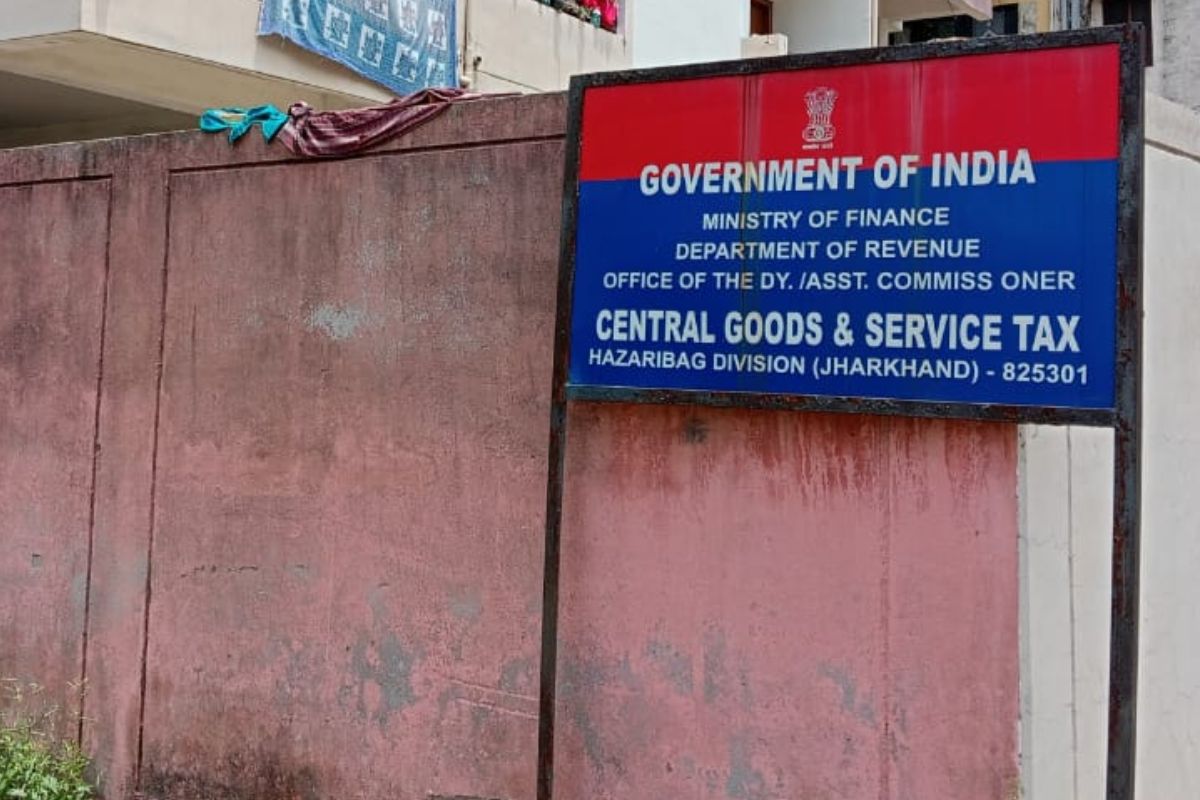 GOVERNMENT OF INDIA
MINISTRY OF FINANCE
DEPARTMENT OF REVENUE
OFFICE OF THE DY. /ASST. COMMISS ONER
CENTRAL GOODS & SERVICE TAX
HAZARIBAG DIVISION (JHARKHAND) - 825301